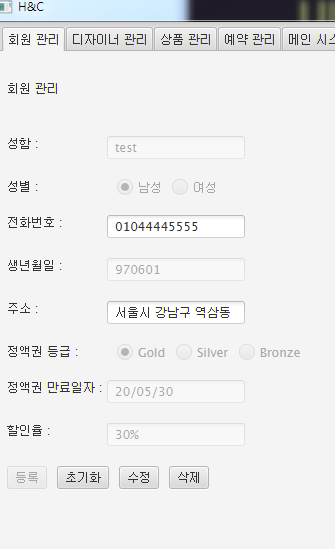 H&C
회원 관리 디자이너 관리 상품 관리 예약 관리 메인 시스
회원 관리
성함 : test
성별 : 남성 여성
전화번호 : 01044445555
생년월일 : 970601
주소 : 서울시 강남구 역삼동
정액권 등급 : Gold Silver Bronze
정액권 만료일자 : 20/05/30
할인율 : 30%
등록 초기화 수정 삭제